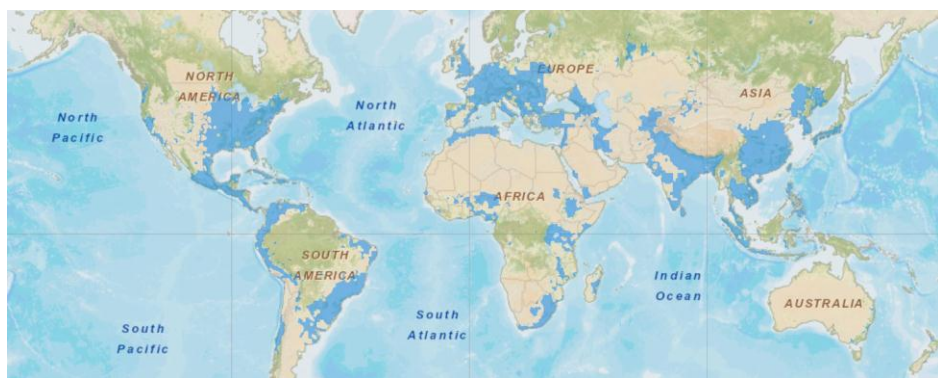 NORTH
AMERICA
EUROPE
ASIA
North
Pacific
North
Atlantic
AFRICA
SOUTH
AMERICA
Indian
Ocean
AUSTRALIA
South
Pacific
South
Atlantic